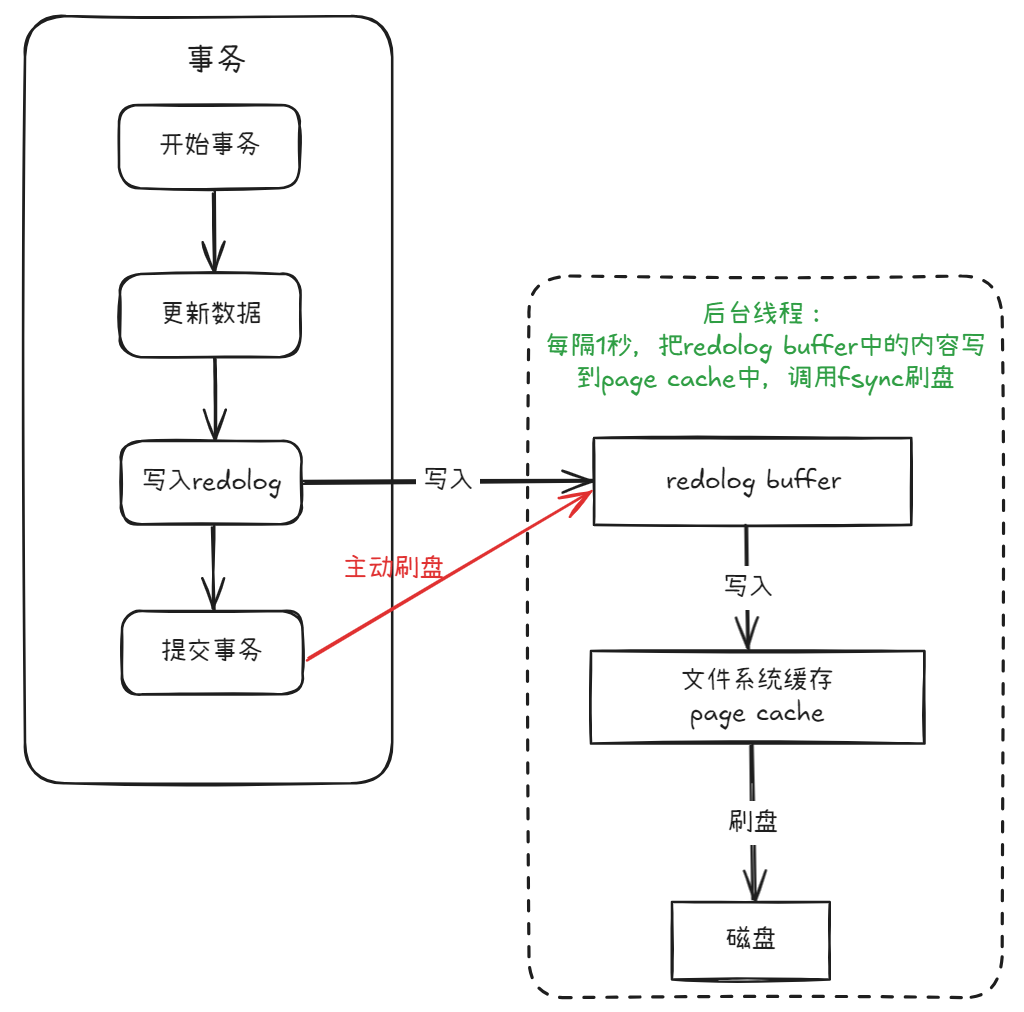 事务
开始事务
更新数据
写入redolog
写入
主动刷盘
提交事务
后台线程：
每隔1秒，把redolog buffer中的内容写
到page cache中，调用fsync刷盘
redolog buffer
写入
文件系统缓存
page cache
刷盘
磁盘